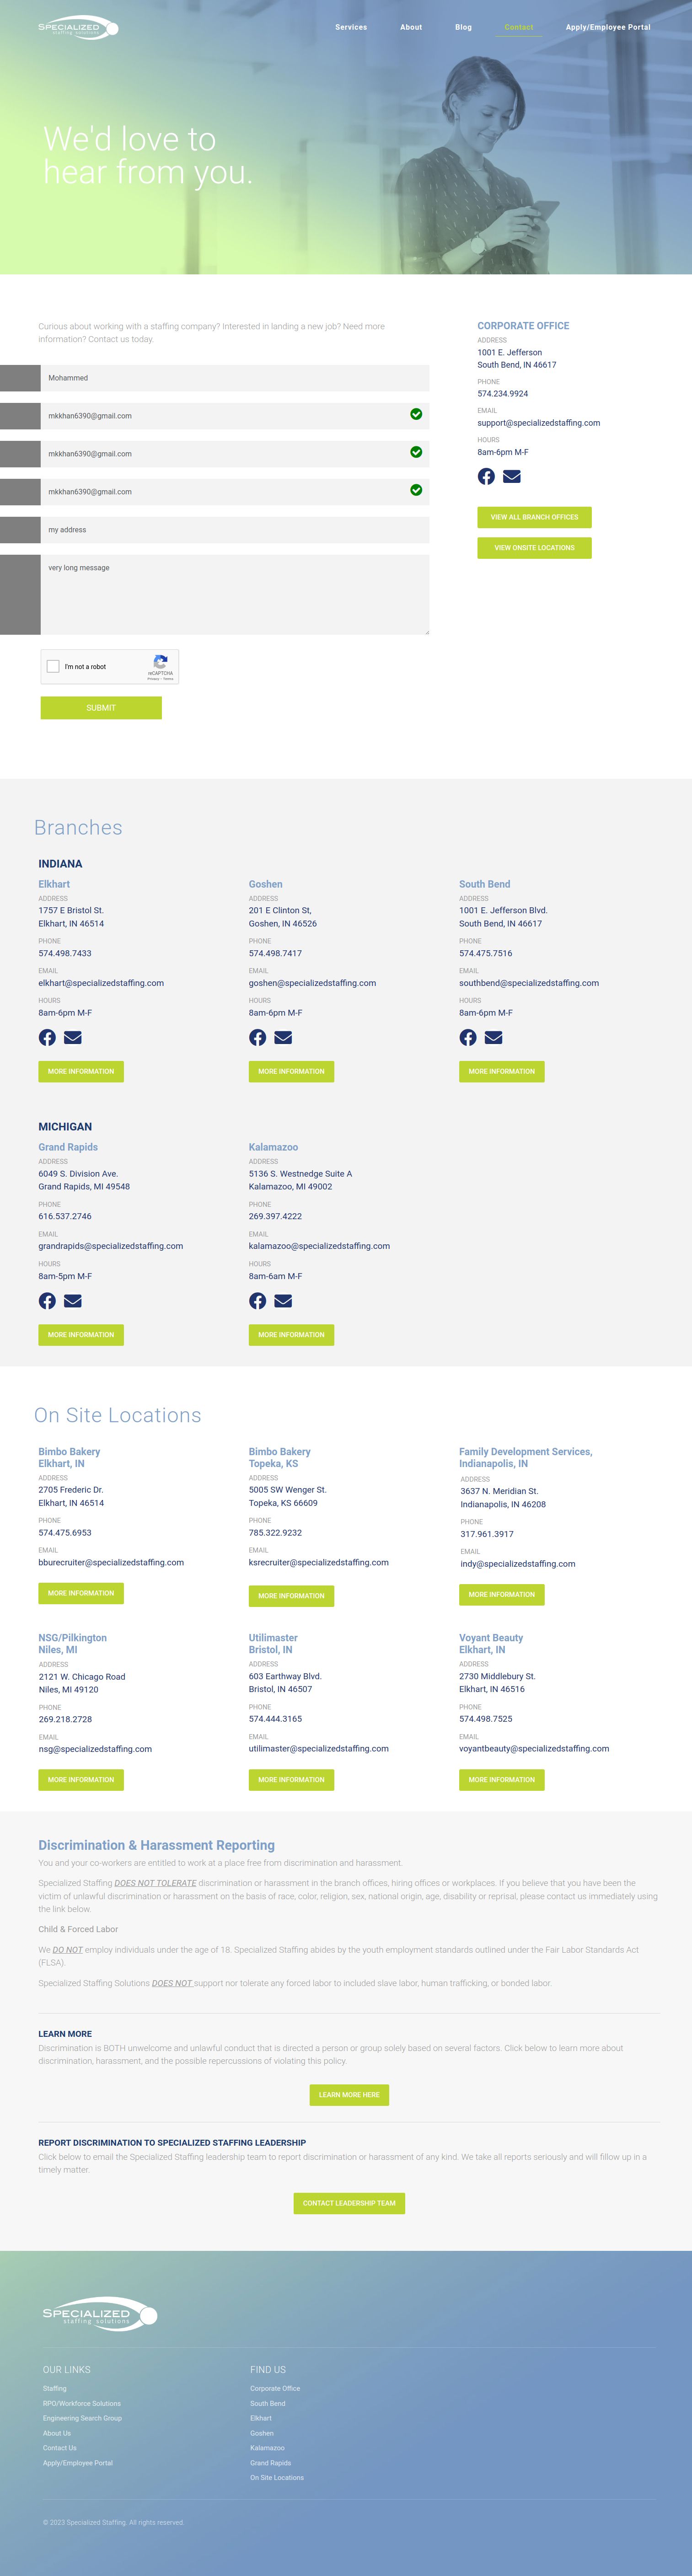 SPECIALIZED
staffing solutions
Services
About
Blog
Contact
Apply/Employee Portal
We'd love to
hear from you.
Curious about working with a staffing company? Interested in landing a new job? Need more
information? Contact us today.
Mohammed
mkkhan6390@gmail.com
mkkhan6390@gmail.com
mkkhan6390@gmail.com
my address
very long message
I'm not a robot
reCAPTCHA
Privacy - Terms
SUBMIT
CORPORATE OFFICE
ADDRESS
1001 E. Jefferson
South Bend, IN 46617
PHONE
574.234.9924
EMAIL
support@specializedstaffing.com
HOURS
8am-6pm M-F
VIEW ALL BRANCH OFFICES
VIEW ONSITE LOCATIONS
Branches
INDIANA
Elkhart
ADDRESS
1757 E Bristol St.
Elkhart, IN 46514
PHONE
574.498.7433
EMAIL
elkhart@specializedstaffing.com
HOURS
8am-6pm M-F
MORE INFORMATION
Goshen
ADDRESS
201 E Clinton St,
Goshen, IN 46526
PHONE
574.498.7417
EMAIL
goshen@specializedstaffing.com
HOURS
8am-6pm M-F
MORE INFORMATION
South Bend
ADDRESS
1001 E. Jefferson Blvd.
South Bend, IN 46617
PHONE
574.475.7516
EMAIL
southbend@specializedstaffing.com
HOURS
8am-6pm M-F
MORE INFORMATION
MICHIGAN
Grand Rapids
ADDRESS
6049 S. Division Ave.
Grand Rapids, MI 49548
PHONE
616.537.2746
EMAIL
grandrapids@specializedstaffing.com
HOURS
8am-5pm M-F
MORE INFORMATION
Kalamazoo
ADDRESS
5136 S. Westnedge Suite A
Kalamazoo, MI 49002
PHONE
269.397.4222
EMAIL
kalamazoo@specializedstaffing.com
HOURS
8am-6am M-F
MORE INFORMATION
On Site Locations
Bimbo Bakery
Elkhart, IN
ADDRESS
2705 Frederic Dr.
Elkhart, IN 46514
PHONE
574.475.6953
EMAIL
bburecruiter@specializedstaffing.com
MORE INFORMATION
Bimbo Bakery
Topeka, KS
ADDRESS
5005 SW Wenger St.
Topeka, KS 66609
PHONE
785.322.9232
EMAIL
ksrecruiter@specializedstaffing.com
MORE INFORMATION
Family Development Services,
Indianapolis, IN
ADDRESS
3637 N. Meridian St.
Indianapolis, IN 46208
PHONE
317.961.3917
EMAIL
indy@specializedstaffing.com
MORE INFORMATION
NSG/Pilkington
Niles, MI
ADDRESS
2121 W. Chicago Road
Niles, MI 49120
PHONE
269.218.2728
EMAIL
nsg@specializedstaffing.com
MORE INFORMATION
Utilimaster
Bristol, IN
ADDRESS
603 Earthway Blvd.
Bristol, IN 46507
PHONE
574.444.3165
EMAIL
utilimaster@specializedstaffing.com
MORE INFORMATION
Voyant Beauty
Elkhart, IN
ADDRESS
2730 Middlebury St.
Elkhart, IN 46516
PHONE
574.498.7525
EMAIL
voyantbeauty@specializedstaffing.com
MORE INFORMATION
Discrimination & Harassment Reporting
You and your co-workers are entitled to work at a place free from discrimination and harassment.
Specialized Staffing DOES NOT TOLERATE discrimination or harassment in the branch offices, hiring offices or workplaces. If you believe that you have been the
victim of unlawful discrimination or harassment on the basis of race, color, religion, sex, national origin, age, disability or reprisal, please contact us immediately using
the link below.
Child & Forced Labor
We DO NOT employ individuals under the age of 18. Specialized Staffing abides by the youth employment standards outlined under the Fair Labor Standards Act
(FLSA).
Specialized Staffing Solutions DOES NOT support nor tolerate any forced labor to included slave labor, human trafficking, or bonded labor.
LEARN MORE
Discrimination is BOTH unwelcome and unlawful conduct that is directed a person or group solely based on several factors. Click below to learn more about
discrimination, harassment, and the possible repercussions of violating this policy.
LEARN MORE HERE
REPORT DISCRIMINATION TO SPECIALIZED STAFFING LEADERSHIP
Click below to email the Specialized Staffing leadership team to report discrimination or harassment of any kind. We take all reports seriously and will follow up in a
timely matter.
CONTACT LEADERSHIP TEAM
SPECIALIZED
staffing solutions
OUR LINKS
Staffing
RPO/Workforce Solutions
Engineering Search Group
About Us
Contact Us
Apply/Employee Portal
FIND US
Corporate Office
South Bend
Elkhart
Goshen
Kalamazoo
Grand Rapids
On Site Locations
© 2023 Specialized Staffing. All rights reserved.